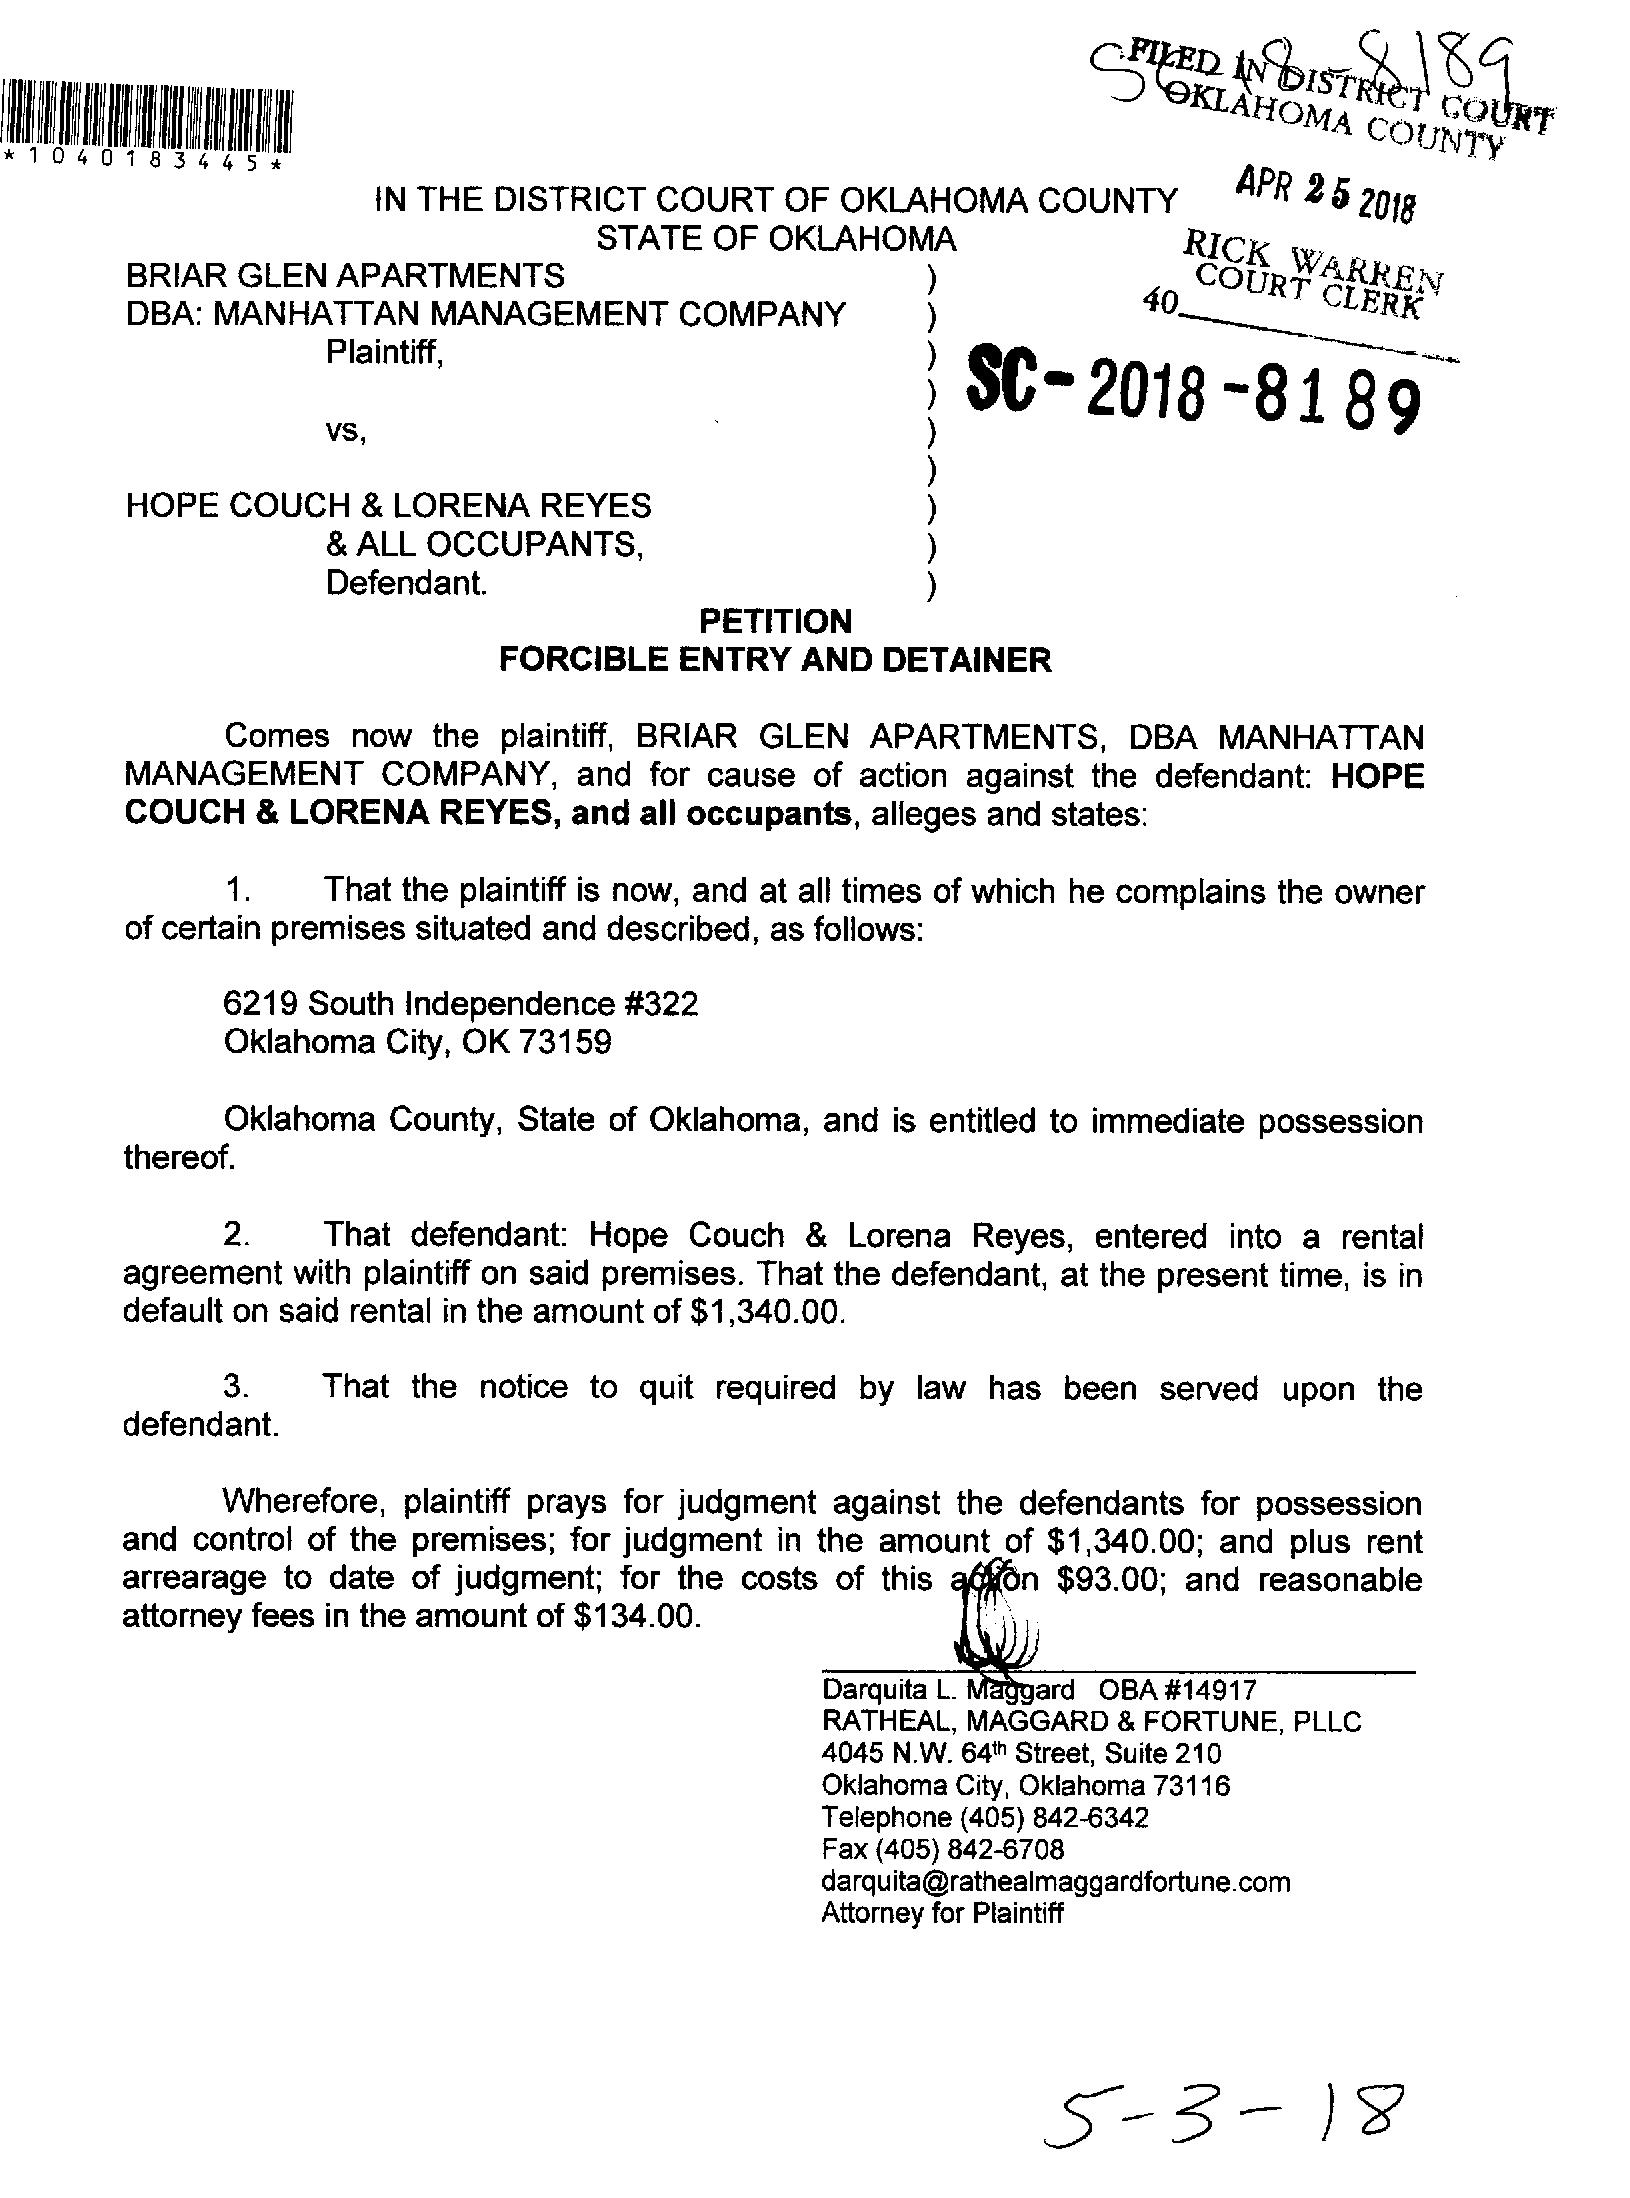 SC18-8189
FILED IN DISTRICT COURT
OKLAHOMA COUNTY
*1040183445*
APR 25 2018
IN THE DISTRICT COURT OF OKLAHOMA COUNTY
STATE OF OKLAHOMA
RICK WARREN
COURT CLERK
40
BRIAR GLEN APARTMENTS )
DBA: MANHATTAN MANAGEMENT COMPANY )
Plaintiff, )
)
SC-2018-8189
vs, )
)
HOPE COUCH & LORENA REYES )
& ALL OCCUPANTS, )
Defendant. )
PETITION
FORCIBLE ENTRY AND DETAINER
Comes now the plaintiff, BRIAR GLEN APARTMENTS, DBA MANHATTAN
MANAGEMENT COMPANY, and for cause of action against the defendant: HOPE
COUCH & LORENA REYES, and all occupants, alleges and states:
1. That the plaintiff is now, and at all times of which he complains the owner
of certain premises situated and described, as follows:
6219 South Independence #322
Oklahoma City, OK 73159
Oklahoma County, State of Oklahoma, and is entitled to immediate possession
thereof.
2. That defendant: Hope Couch & Lorena Reyes, entered into a rental
agreement with plaintiff on said premises. That the defendant, at the present time, is in
default on said rental in the amount of $1,340.00.
3. That the notice to quit required by law has been served upon the
defendant.
Wherefore, plaintiff prays for judgment against the defendants for possession
and control of the premises; for judgment in the amount of $1,340.00; and plus rent
arrearage to date of judgment; for the costs of this action $93.00; and reasonable
attorney fees in the amount of $134.00.
Darquita L. Maggard OBA #14917
RATHEAL, MAGGARD & FORTUNE, PLLC
4045 N.W. 64th Street, Suite 210
Oklahoma City, Oklahoma 73116
Telephone (405) 842-6342
Fax (405) 842-6708
darquita@rathealmaggardfortune.com
Attorney for Plaintiff
5-3-18